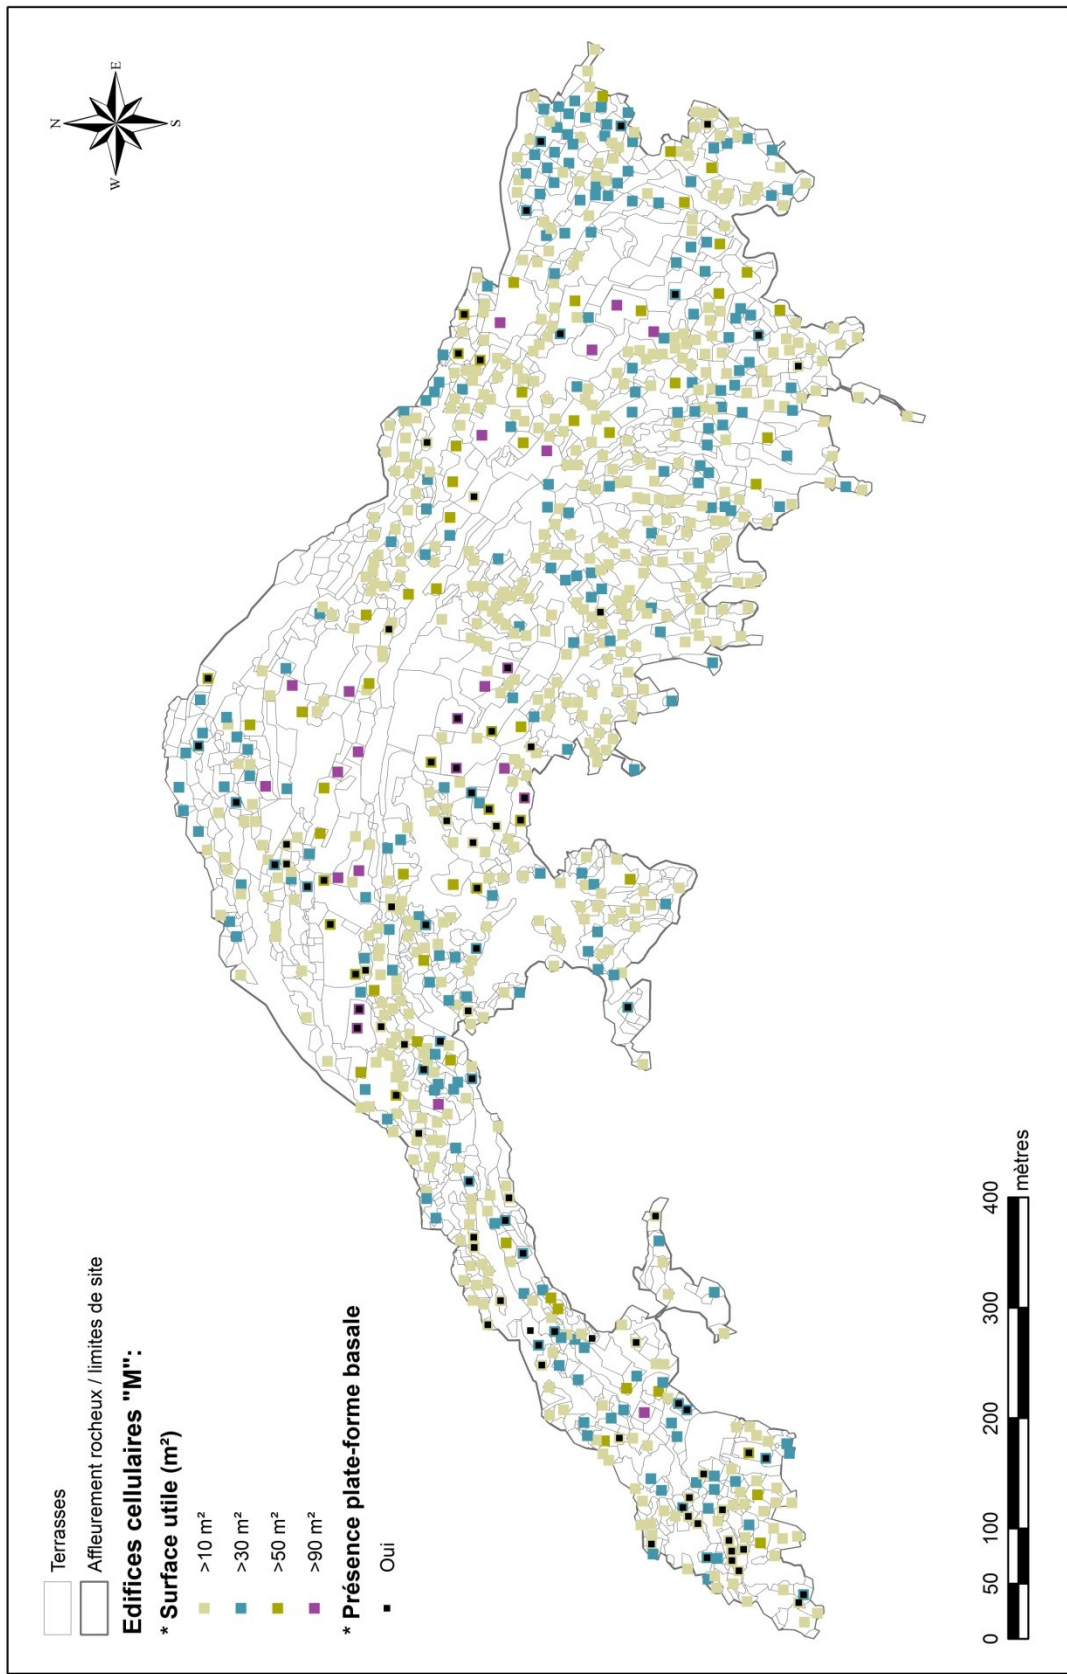 N
W
E
S
Terrasses
Affleurement rocheux / limites de site
Edifices cellulaires "M":
* Surface utile (m²)
>10 m²
>30 m²
>50 m²
>90 m²
* Présence plate-forme basale
Oui
0 50 100 200 300 400
mètres